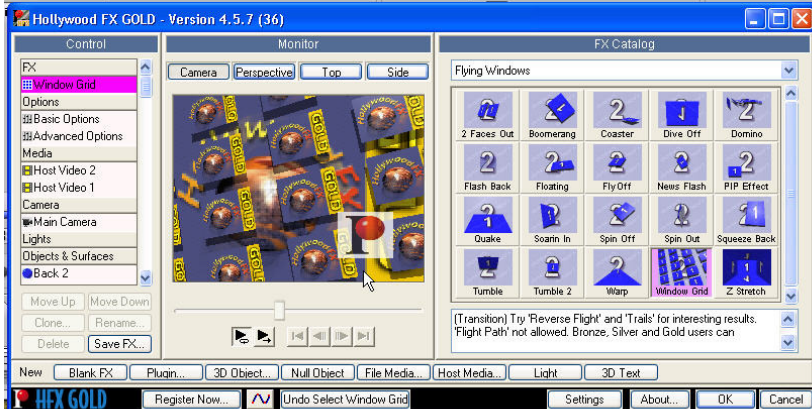 Hollywood FX GOLD - Version 4.5.7 (36)
Control
Monitor
FX Catalog
FX
Window Grid
Options
Basic Options
Advanced Options
Media
Host Video 2
Host Video 1
Camera
Main Camera
Lights
Objects & Surfaces
Back 2
Move Up Move Down
Clone... Rename...
Delete Save FX...
Camera Perspective Top Side
GOLD
Flying Windows
2 Faces Out Boomerang Coaster Dive Off Domino
Flash Back Floating Fly Off News Flash PIP Effect
Quake Soarin In Spin Off Spin Out Squeeze Back
Tumble Tumble 2 Warp Window Grid Z Stretch
(Transition) Try 'Reverse Flight' and 'Trails' for interesting results.
'Flight Path' not allowed. Bronze, Silver and Gold users can
New Blank FX Plugin... 3D Object... Null Object File Media... Host Media... Light 3D Text
HFX GOLD Register Now... Undo Select Window Grid Settings About... OK Cancel